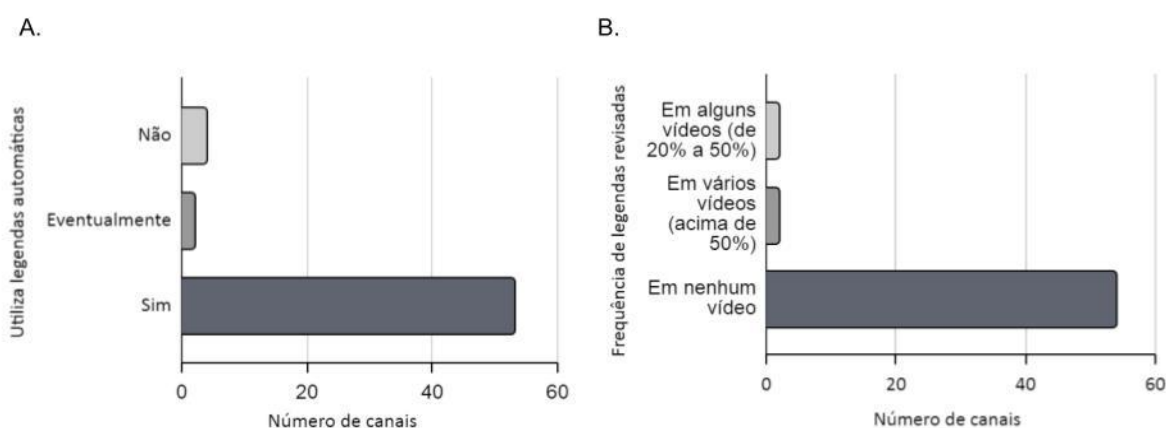 A.
Utiliza legendas automáticas
Não
Eventualmente
Sim
0 20 40 60
Número de canais
B.
Frequência de legendas revisadas
Em alguns
vídeos (de
20% a 50%)
Em vários
vídeos
(acima de
50%)
Em nenhum
vídeo
0 20 40 60
Número de canais